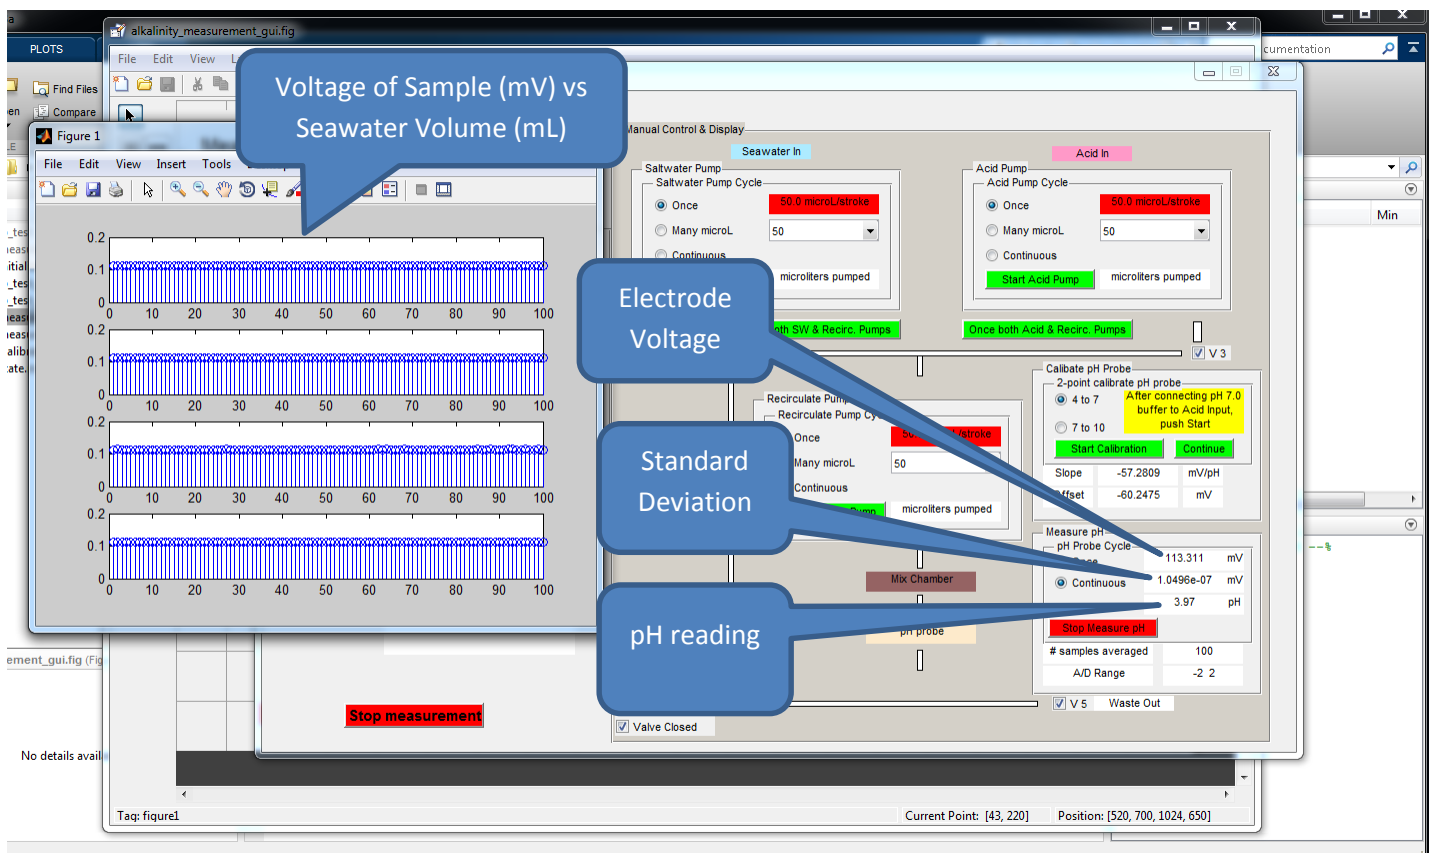 alkalinity_measurement_gui.fig
PLOTS
File Edit View
Find Files
Compare
Voltage of Sample (mV) vs
Seawater Volume (mL)
Figure 1
File Edit View Insert Tools
0.2
0.1
0
0 10 20 30 40 50 60 70 80 90 100
0.2
0.1
0
0 10 20 30 40 50 60 70 80 90 100
0.2
0.1
0
0 10 20 30 40 50 60 70 80 90 100
0.2
0.1
0
0 10 20 30 40 50 60 70 80 90 100
Manual Control & Display
Seawater In
Acid In
Saltwater Pump
Saltwater Pump Cycle
Once
50.0 microL/stroke
Many microL
50
Continuous
microliters pumped
Acid Pump
Acid Pump Cycle
Once
50.0 microL/stroke
Many microL
50
Continuous
Start Acid Pump
microliters pumped
both SW & Recirc. Pumps
Once both Acid & Recirc. Pumps
V 3
Electrode
Voltage
Calibate pH Probe
2-point calibrate pH probe
4 to 7
7 to 10
After connecting pH 7.0
buffer to Acid Input,
push Start
Start Calibration
Continue
Slope -57.2809 mV/pH
Offset -60.2475 mV
Recirculate Pump
Recirculate Pump Cycle
Once
Many microL
50
Continuous
microliters pumped
Standard
Deviation
Measure pH
pH Probe Cycle
Once
Continuous
113.311 mV
1.0496e-07 mV
3.97 pH
Stop Measure pH
# samples averaged 100
A/D Range -2 2
Mix Chamber
pH probe
pH reading
V 5
Waste Out
Valve Closed
Stop measurement
Min
No details avail
ement_gui.fig (Fig
Tag: figure1
Current Point: [43, 220]
Position: [520, 700, 1024, 650]